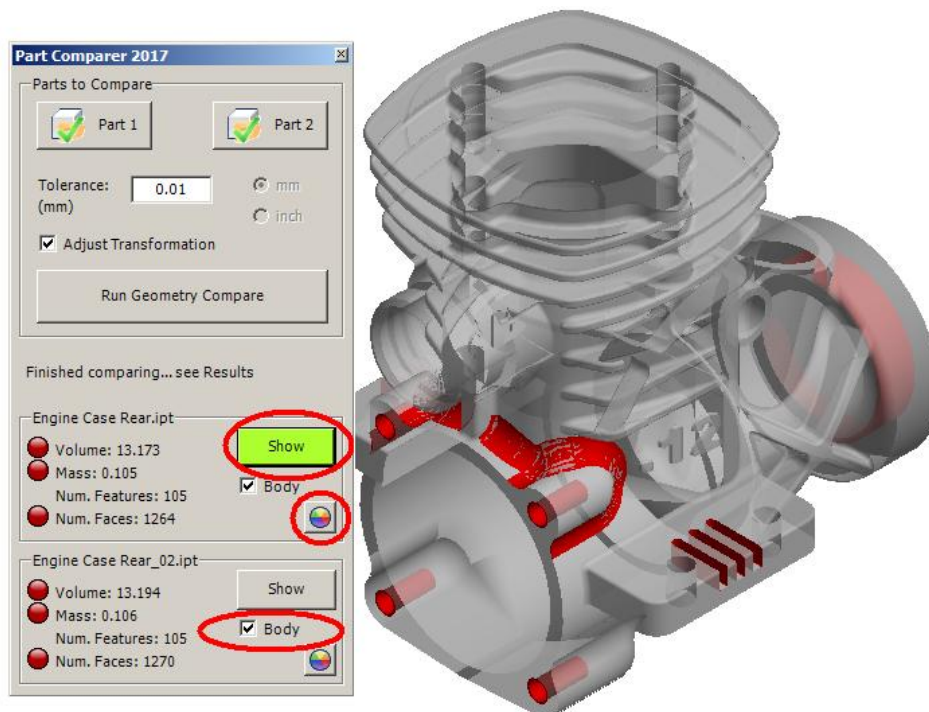 Part Comparer 2017
Parts to Compare
Part 1
Part 2
Tolerance:
(mm)
0.01
mm
inch
Adjust Transformation
Run Geometry Compare
Finished comparing... see Results
Engine Case Rear.ipt
Volume: 13.173
Show
Mass: 0.105
Body
Num. Features: 105
Num. Faces: 1264
Engine Case Rear_02.ipt
Volume: 13.194
Show
Mass: 0.106
Body
Num. Features: 105
Num. Faces: 1270